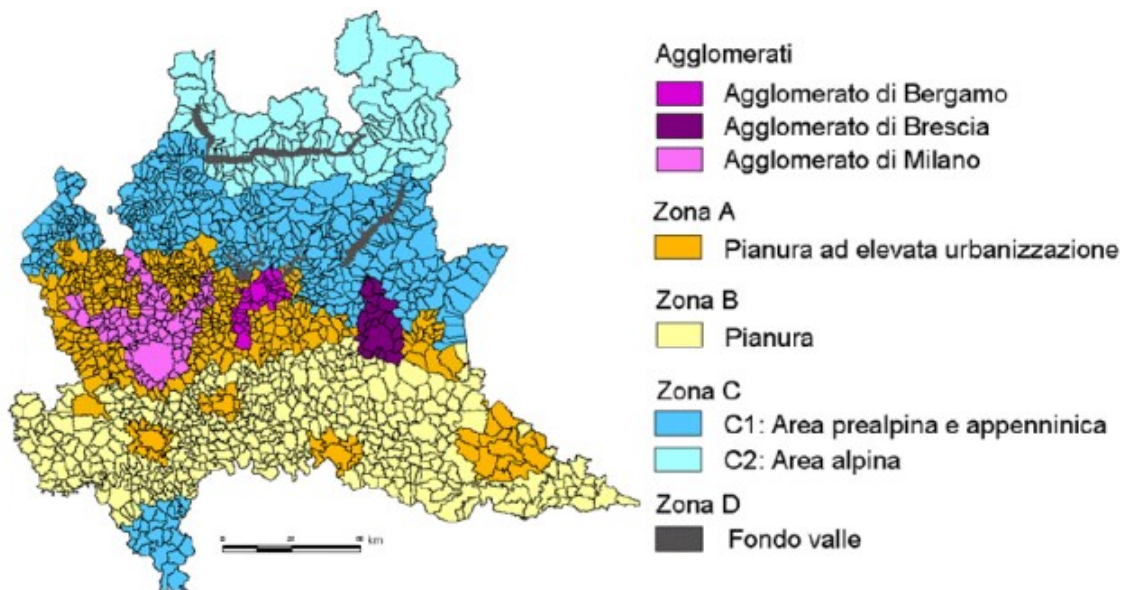 Agglomerati
Agglomerato di Bergamo
Agglomerato di Brescia
Agglomerato di Milano
Zona A
Pianura ad elevata urbanizzazione
Zona B
Pianura
Zona C
C1: Area prealpina e appenninica
C2: Area alpina
Zona D
Fondo valle
km